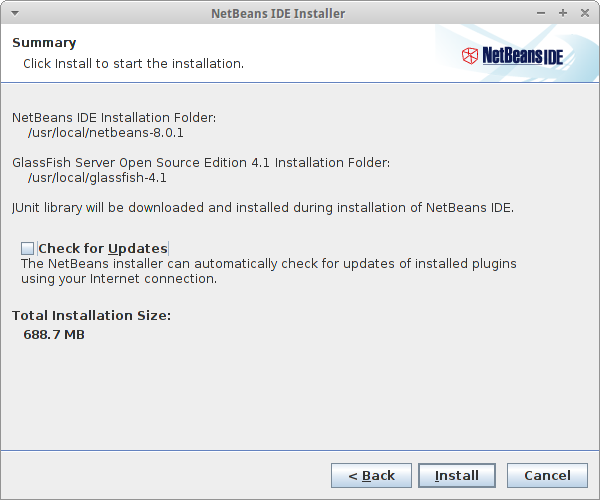 NetBeans IDE Installer
Summary
Click Install to start the installation.
NetBeans IDE
NetBeans IDE Installation Folder:
/usr/local/netbeans-8.0.1
GlassFish Server Open Source Edition 4.1 Installation Folder:
/usr/local/glassfish-4.1
JUnit library will be downloaded and installed during installation of NetBeans IDE.
Check for Updates
The NetBeans installer can automatically check for updates of installed plugins
using your Internet connection.
Total Installation Size:
688.7 MB
< Back Install Cancel